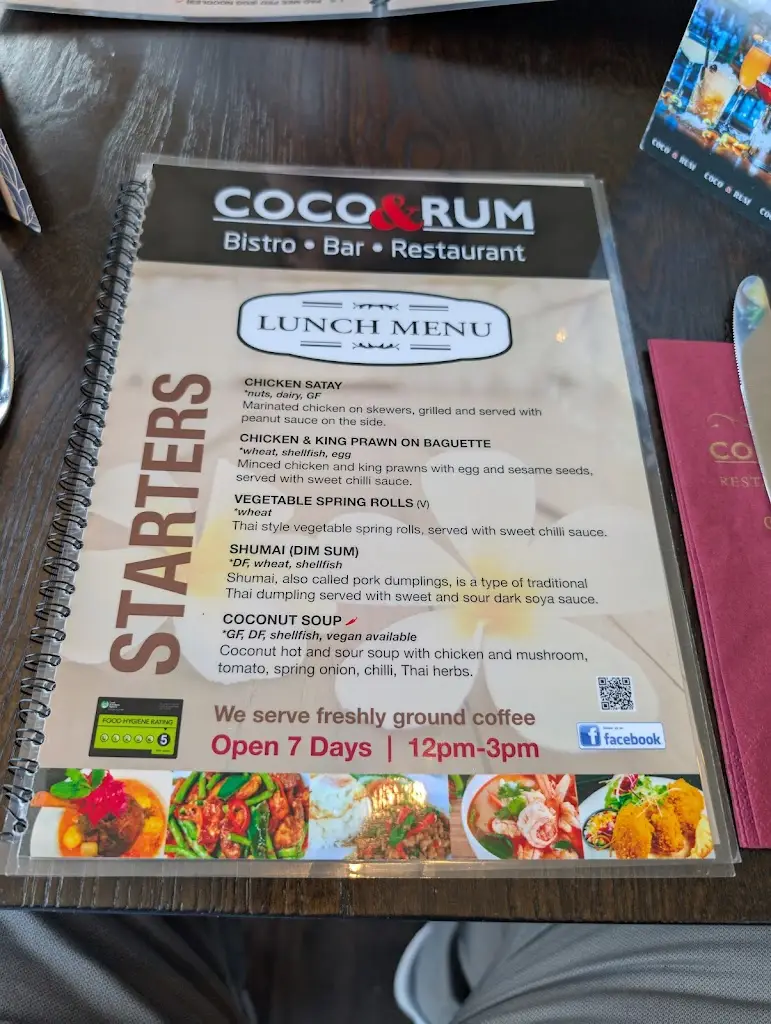 COCO & RUM
COCO & RUM
COCO&RUM
Bistro • Bar • Restaurant
LUNCH MENU
STARTERS
CHICKEN SATAY
*nuts, dairy, GF
Marinated chicken on skewers, grilled and served with
peanut sauce on the side.
CHICKEN & KING PRAWN ON BAGUETTE
*wheat, shellfish, egg
Minced chicken and king prawns with egg and sesame seeds,
served with sweet chilli sauce.
VEGETABLE SPRING ROLLS (V)
*wheat
Thai style vegetable spring rolls, served with sweet chilli sauce.
SHUMAI (DIM SUM)
*DF, wheat, shellfish
Shumai, also called pork dumplings, is a type of traditional
Thai dumpling served with sweet and sour dark soya sauce.
COCONUT SOUP
*GF, DF, shellfish, vegan available
Coconut hot and sour soup with chicken and mushroom,
tomato, spring onion, chilli, Thai herbs.
FOOD HYGIENE RATING
5
We serve freshly ground coffee
Open 7 Days | 12pm-3pm
facebook
CO
REST